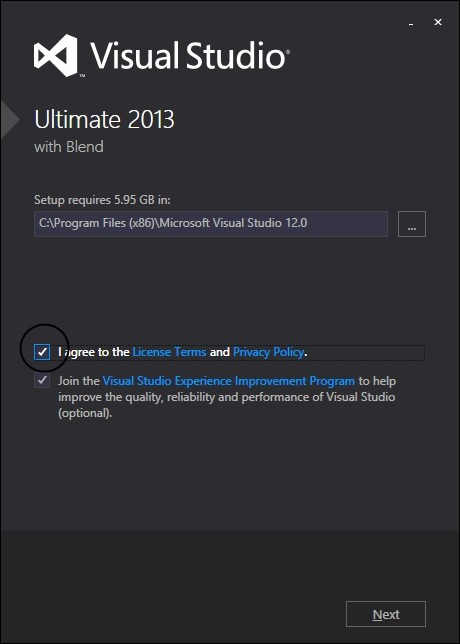 Visual Studio®
™
Ultimate 2013
with Blend
Setup requires 5.95 GB in:
C:\Program Files (x86)\Microsoft Visual Studio 12.0
...
I agree to the License Terms and Privacy Policy.
Join the Visual Studio Experience Improvement Program to help
improve the quality, reliability and performance of Visual Studio
(optional).
Next